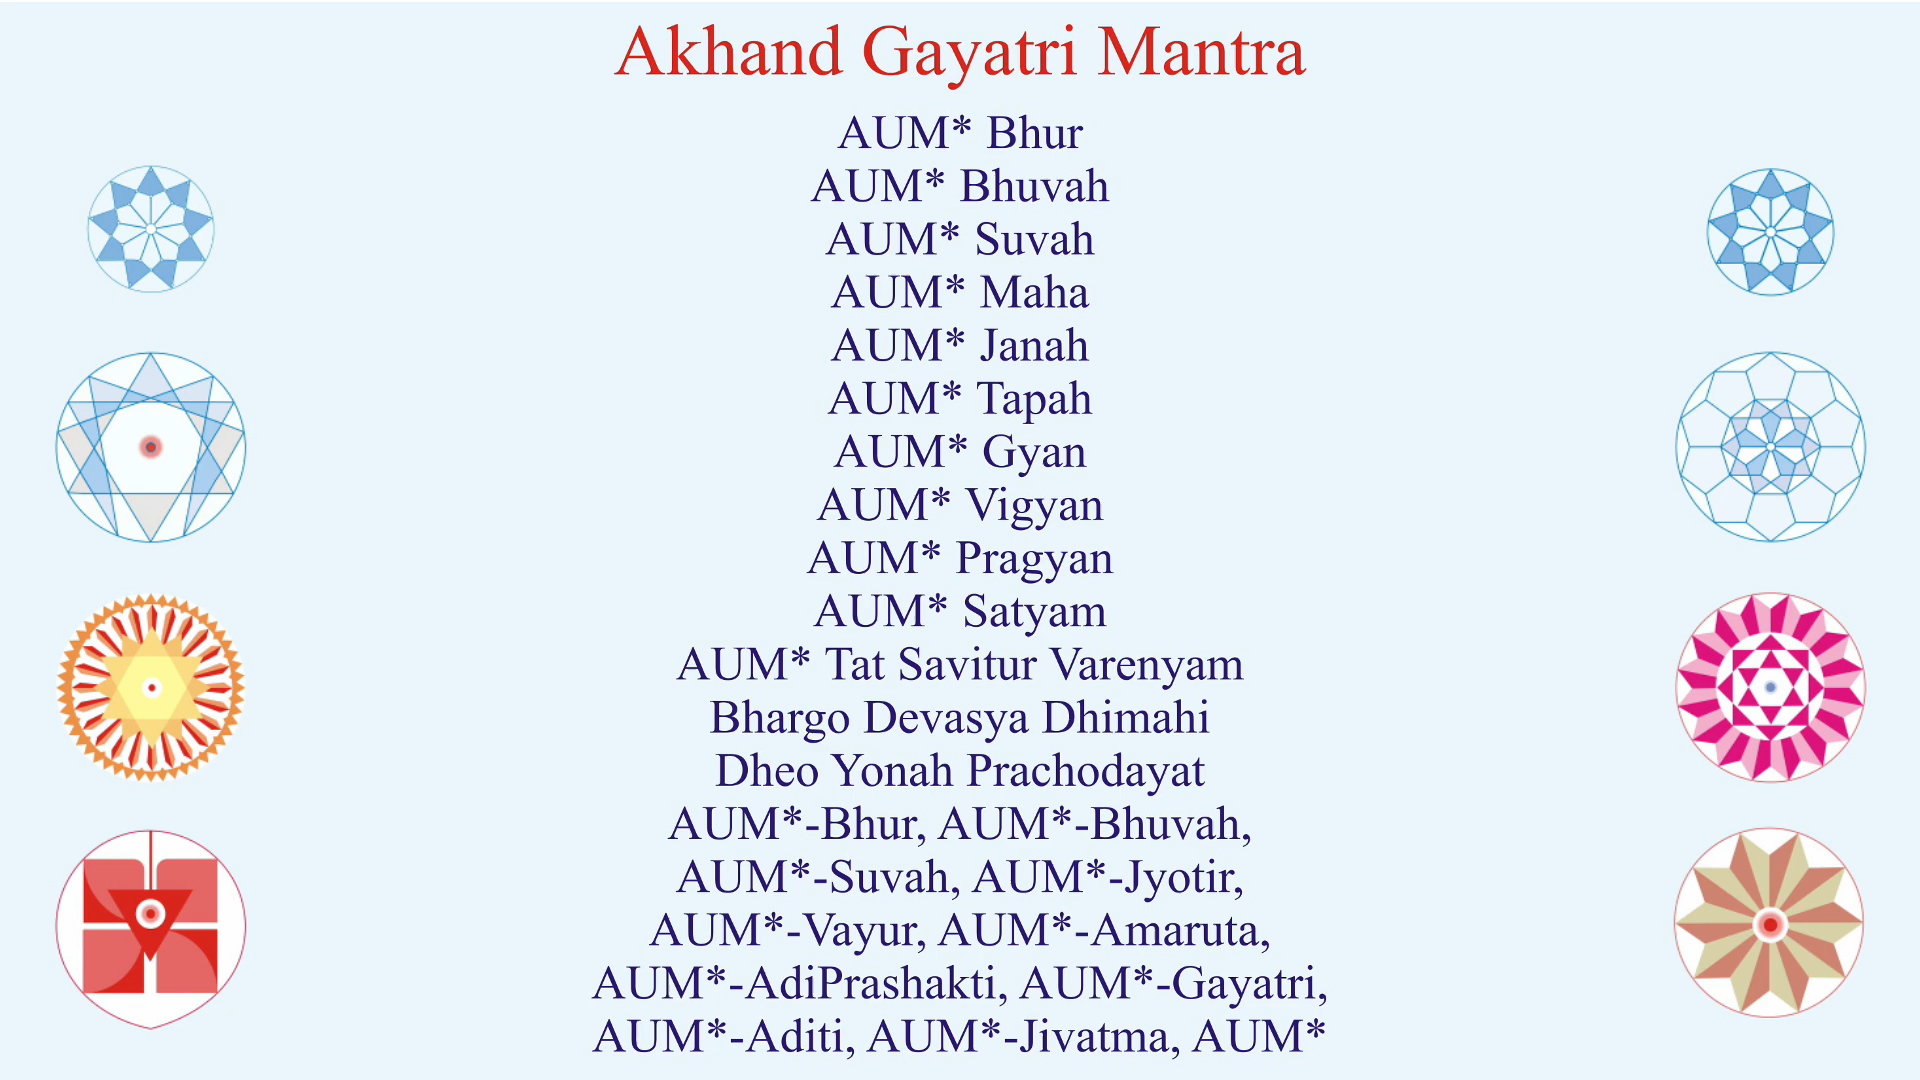 Akhand Gayatri Mantra
AUM* Bhur
AUM* Bhuvah
AUM* Suvah
AUM* Maha
AUM* Janah
AUM* Tapah
AUM* Gyan
AUM* Vigyan
AUM* Pragyan
AUM* Satyam
AUM* Tat Savitur Varenyam
Bhargo Devasya Dhimahi
Dheo Yonah Prachodayat
AUM*-Bhur, AUM*-Bhuvah,
AUM*-Suvah, AUM*-Jyotir,
AUM*-Vayur, AUM*-Amaruta,
AUM*-AdiPrashakti, AUM*-Gayatri,
AUM*-Aditi, AUM*-Jivatma, AUM*